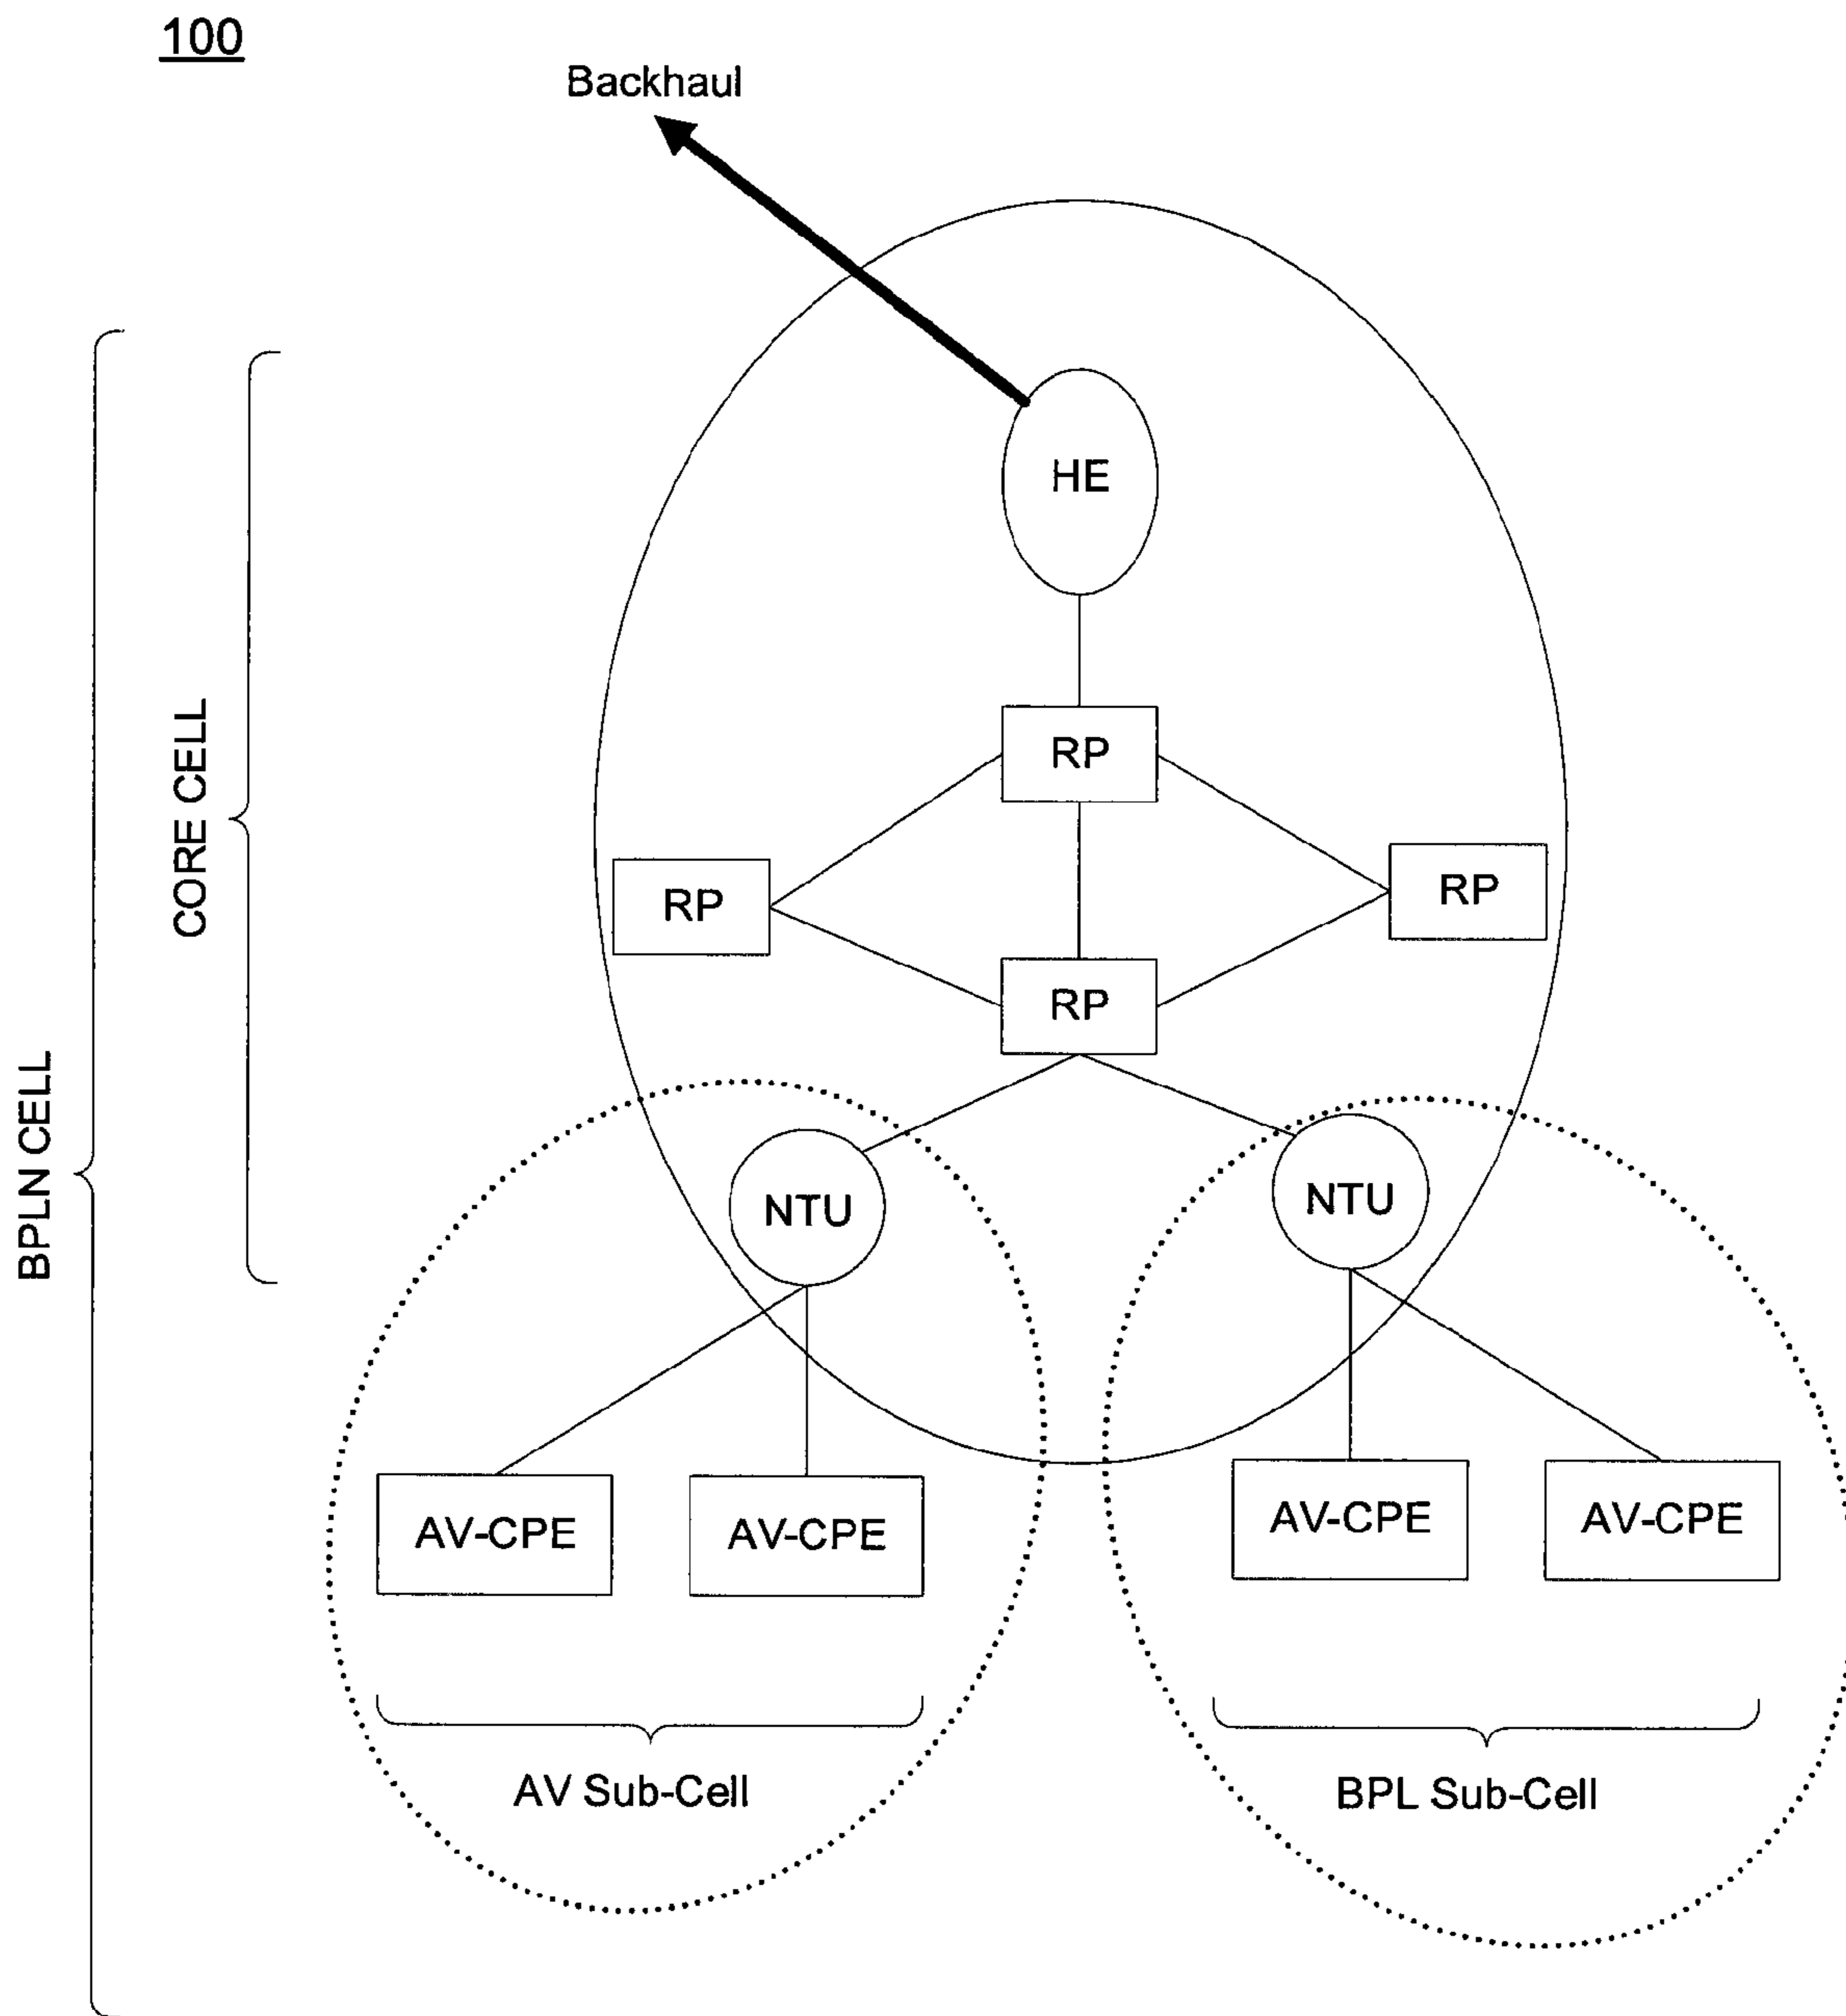 100
Backhaul
HE
RP
RP
RP
RP
CORE CELL
BPLN CELL
NTU
NTU
AV-CPE
AV-CPE
AV-CPE
AV-CPE
AV Sub-Cell
BPL Sub-Cell